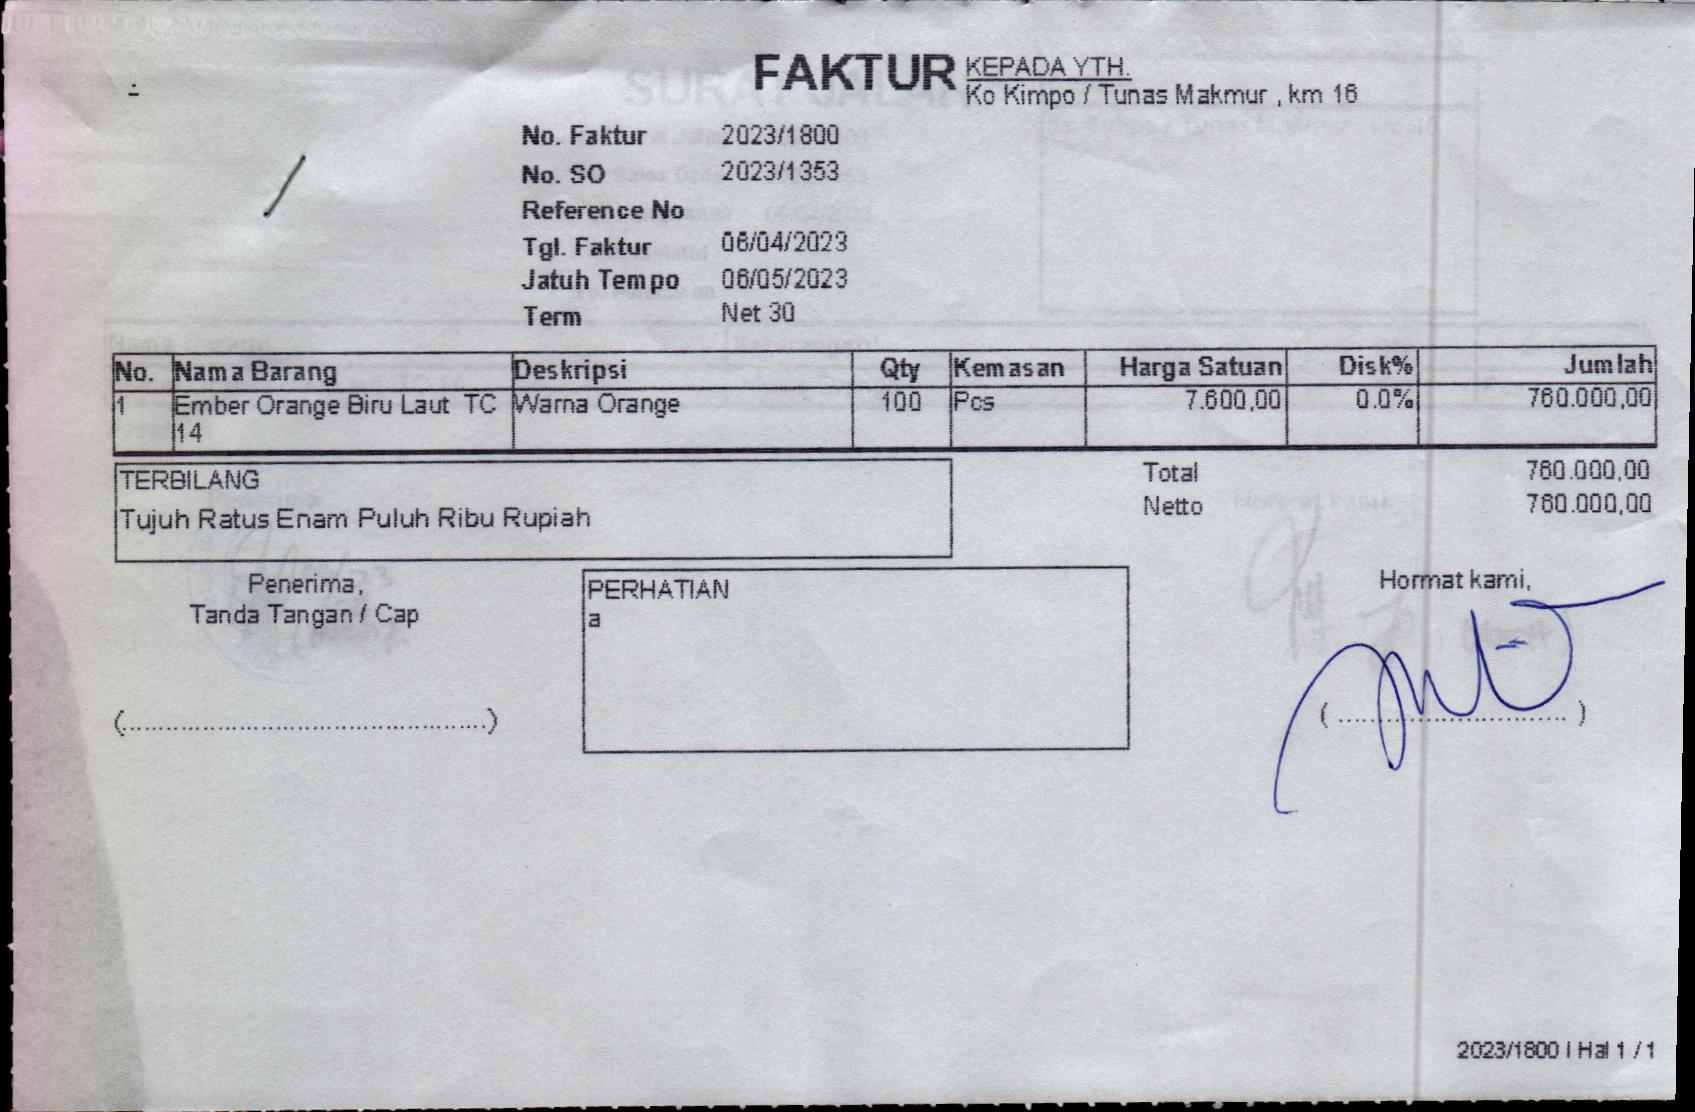 FAKTUR
KEPADA YTH.
Ko Kimpo / Tunas Makmur , km 16
No. Faktur 2023/1800
No. SO 2023/1353
Reference No
Tgl. Faktur 06/04/2023
Jatuh Tempo 06/05/2023
Term Net 30
No. Nama Barang Deskripsi Qty Kemasan Harga Satuan Disk% Jumlah
1 Ember Orange Biru Laut TC Warna Orange 100 Pcs 7.600,00 0.0% 760.000,00
14
TERBILANG
Tujuh Ratus Enam Puluh Ribu Rupiah
Total 760.000,00
Netto 760.000,00
Penerima,
Tanda Tangan / Cap
(..........................................)
PERHATIAN
a
Hormat kami,
( ............................ )
2023/1800 | Hal 1 / 1